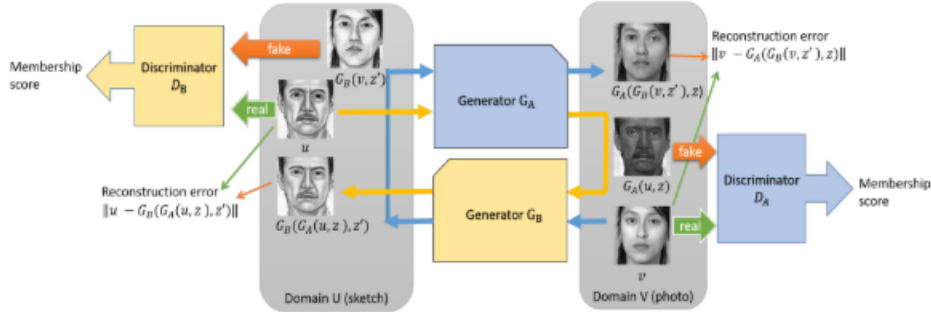 Membership
score
Discriminator
D_B
fake
real
G_B(v, z')
u
G_B(G_A(u, z), z')
Reconstruction error
‖u − G_B(G_A(u, z), z')‖
Domain U (sketch)
Generator G_A
Generator G_B
G_A(G_B(v, z'), z)
G_A(u, z)
v
Domain V (photo)
Reconstruction error
‖v − G_A(G_B(v, z'), z)‖
fake
real
Discriminator
D_A
Membership
score